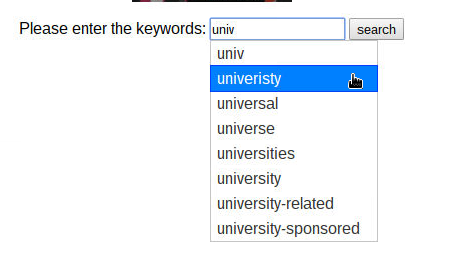 Please enter the keywords: univ search
univ
univeristy
universal
universe
universities
university
university-related
university-sponsored